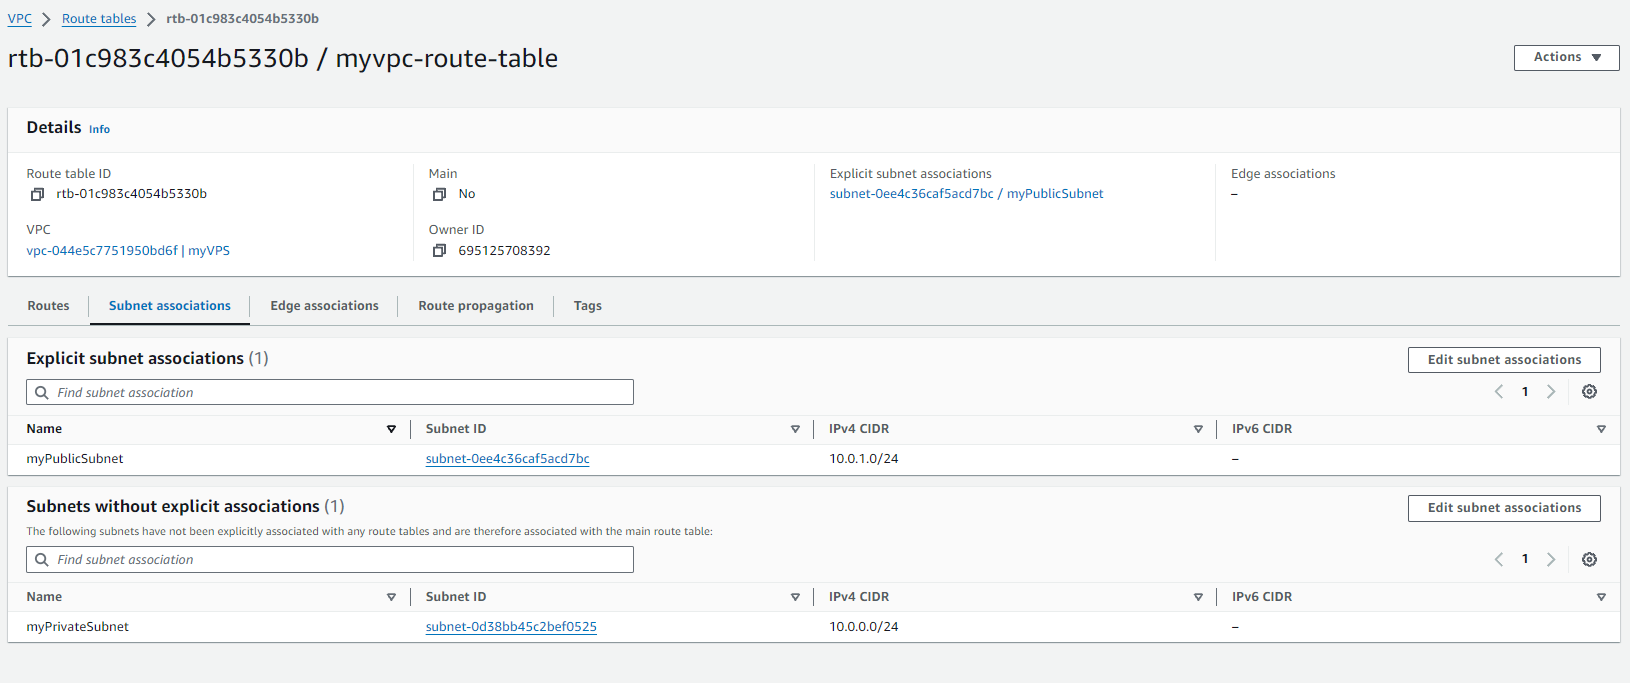 VPC > Route tables > rtb-01c983c4054b5330b
rtb-01c983c4054b5330b / myvpc-route-table
Actions
Details Info
Route table ID
rtb-01c983c4054b5330b
Main
No
Explicit subnet associations
subnet-0ee4c36caf5acd7bc / myPublicSubnet
Edge associations
–
VPC
vpc-044e5c7751950bd6f | myVPS
Owner ID
695125708392
Routes Subnet associations Edge associations Route propagation Tags
Explicit subnet associations (1)
Edit subnet associations
Find subnet association
1
Name Subnet ID IPv4 CIDR IPv6 CIDR
myPublicSubnet subnet-0ee4c36caf5acd7bc 10.0.1.0/24 –
Subnets without explicit associations (1)
Edit subnet associations
The following subnets have not been explicitly associated with any route tables and are therefore associated with the main route table:
Find subnet association
1
Name Subnet ID IPv4 CIDR IPv6 CIDR
myPrivateSubnet subnet-0d38bb45c2bef0525 10.0.0.0/24 –